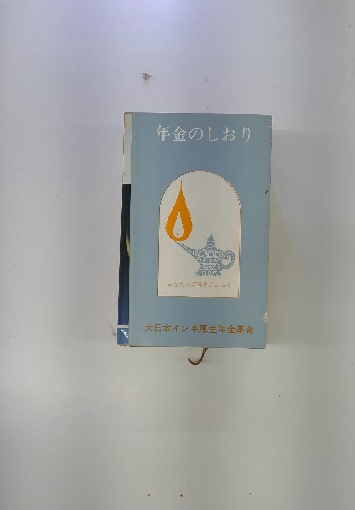 年金のしおり
大日本インキ厚生年金基金